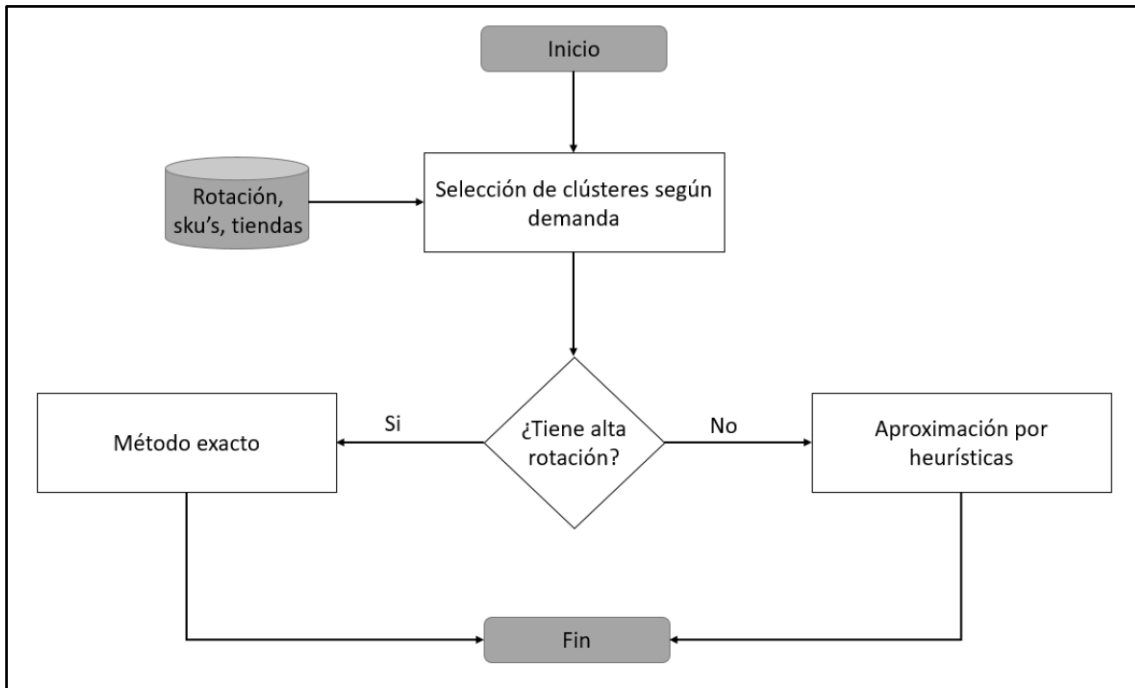 Inicio
Rotación,
sku's, tiendas
Selección de clústeres según
demanda
Método exacto
Si
¿Tiene alta
rotación?
No
Aproximación por
heurísticas
Fin